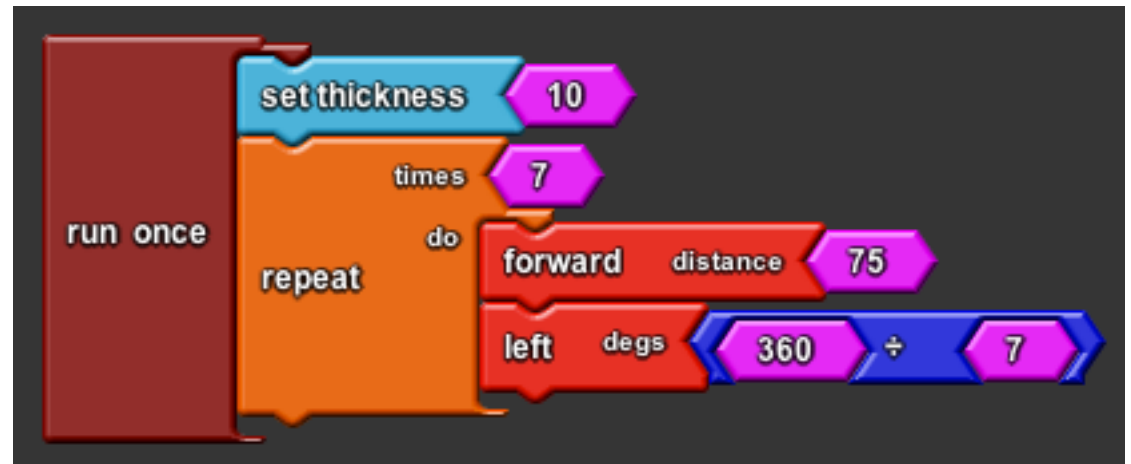 set thickness 10
times 7
run once
do
forward distance 75
repeat
left degs 360 ÷ 7